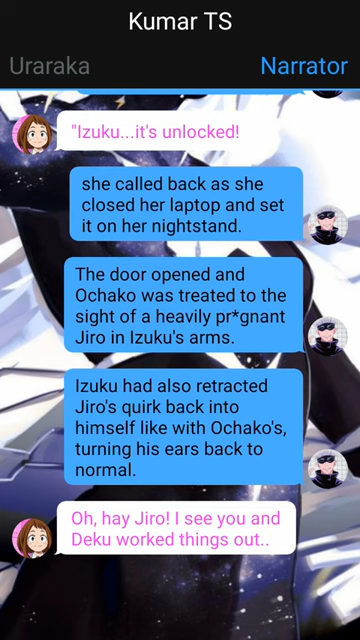 Kumar TS
Uraraka
Narrator
"Izuku...it's unlocked!
she called back as she
closed her laptop and set
it on her nightstand.
The door opened and
Ochako was treated to the
sight of a heavily pr*gnant
Jiro in Izuku's arms.
Izuku had also retracted
Jiro's quirk back into
himself like with Ochako's,
turning his ears back to
normal.
Oh, hay Jiro! I see you and
Deku worked things out..